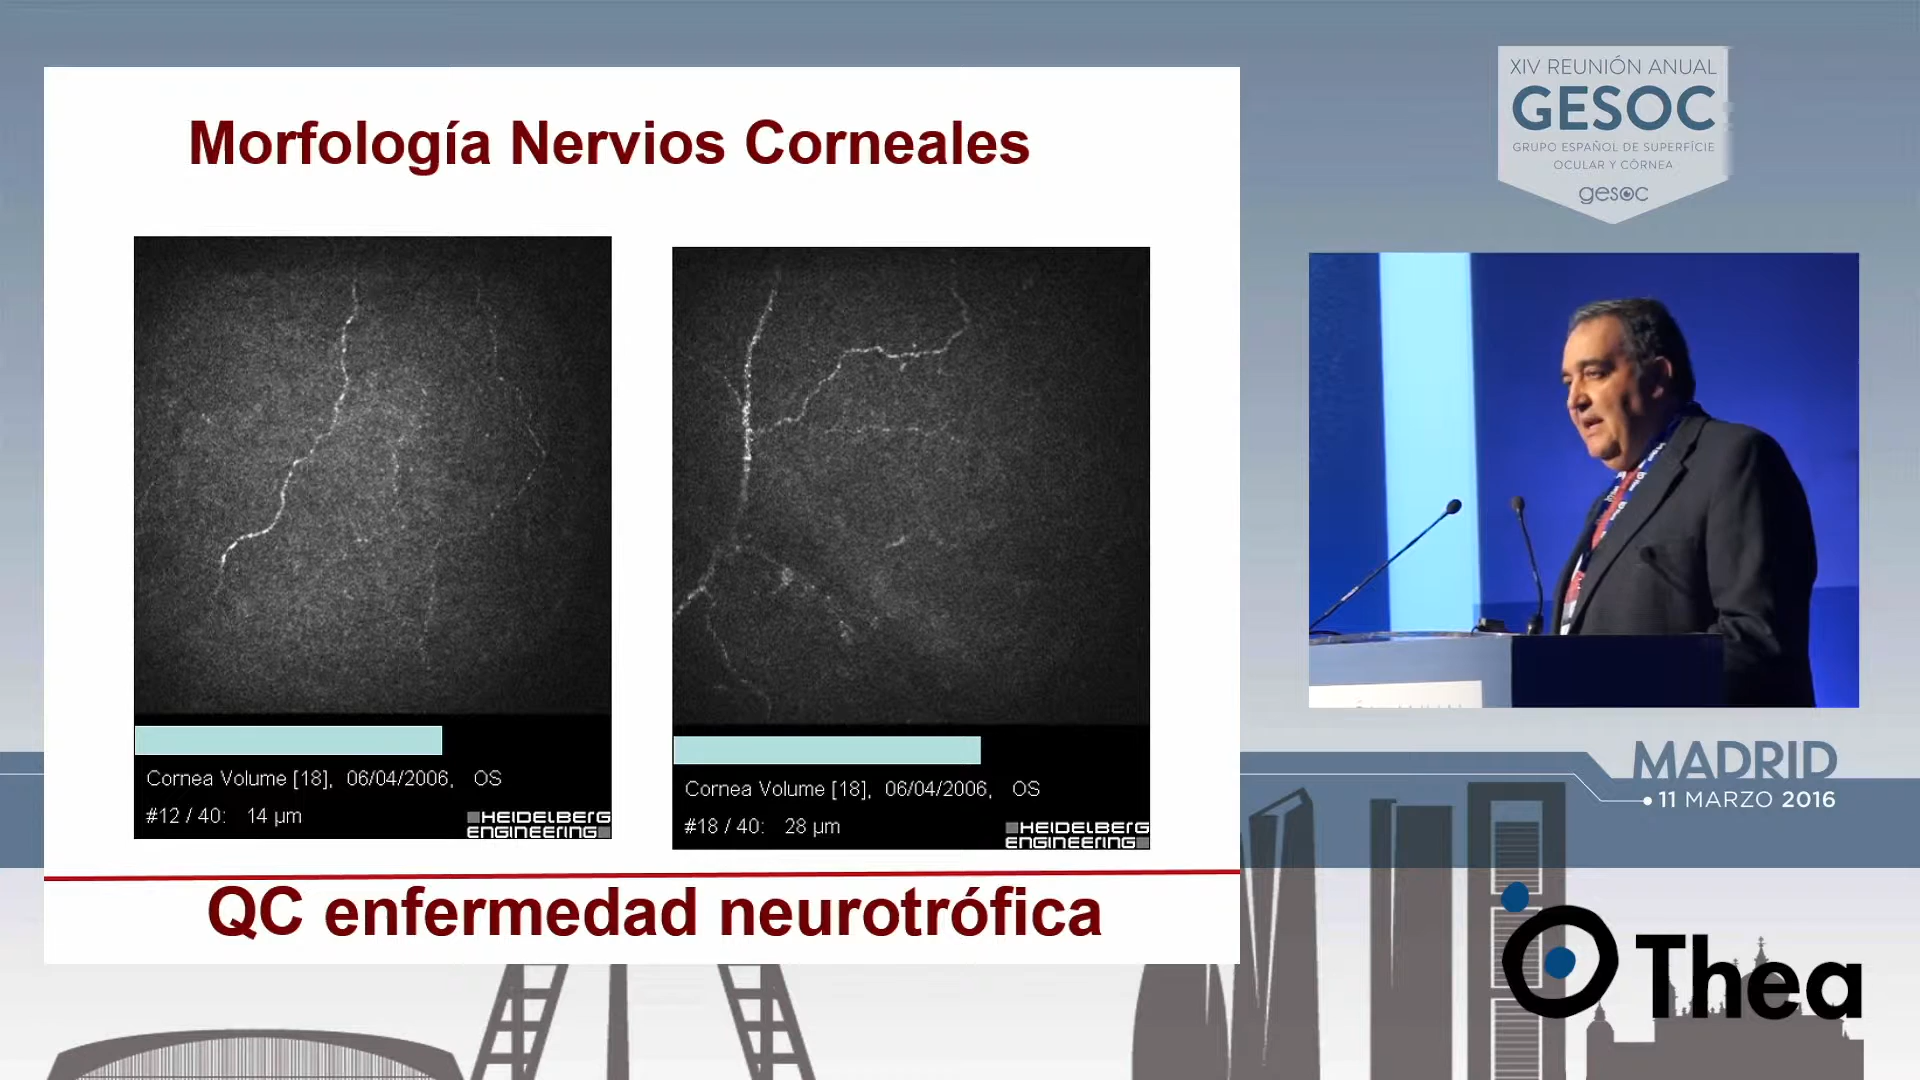 Morfología Nervios Corneales
Cornea Volume [18], 06/04/2006, OS
#12 / 40: 14 µm
HEIDELBERG
ENGINEERING
Cornea Volume [18], 06/04/2006, OS
#18 / 40: 28 µm
HEIDELBERG
ENGINEERING
QC enfermedad neurotrófica
XIV REUNIÓN ANUAL
GESOC
GRUPO ESPAÑOL DE SUPERFÍCIE
OCULAR Y CÓRNEA
gesoc
MADRID
11 MARZO 2016
Thea